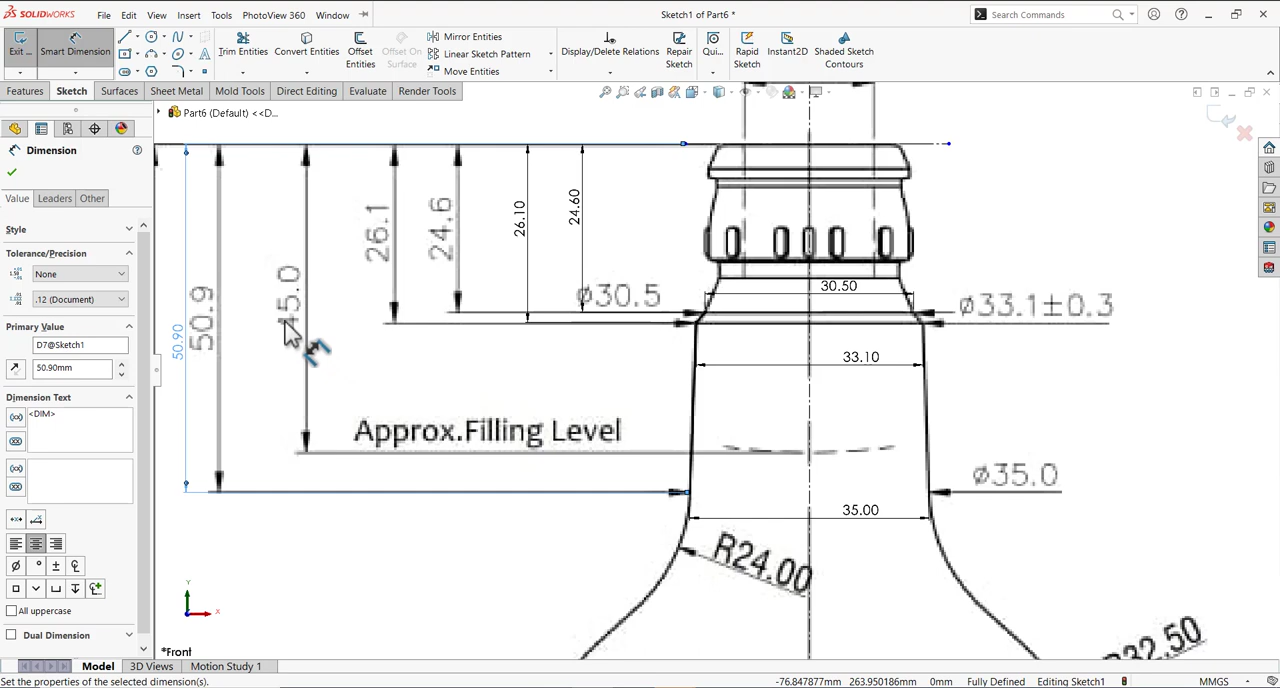 SOLIDWORKS
File Edit View Insert Tools PhotoView 360 Window
Sketch1 of Part6 *
Search Commands
Exit ...
Smart Dimension
Trim Entities
Convert Entities
Offset Entities
Offset On Surface
Mirror Entities
Linear Sketch Pattern
Move Entities
Display/Delete Relations
Repair Sketch
Qui...
Rapid Sketch
Instant2D
Shaded Sketch Contours
Features Sketch Surfaces Sheet Metal Mold Tools Direct Editing Evaluate Render Tools
Part6 (Default) <<D...
Dimension
Value Leaders Other
Style
Tolerance/Precision
None
.12 (Document)
Primary Value
D7@Sketch1
50.90mm
Dimension Text
<DIM>
All uppercase
Dual Dimension
50.90
50.9
45.0
26.1
24.6
26.10
24.60
ø30.5
30.50
ø33.1±0.3
33.10
Approx.Filling Level
ø35.0
35.00
R24.00
R32.50
*Front
Y
X
Model 3D Views Motion Study 1
Set the properties of the selected dimension(s).
-76.847877mm 263.950186mm 0mm Fully Defined Editing Sketch1 MMGS